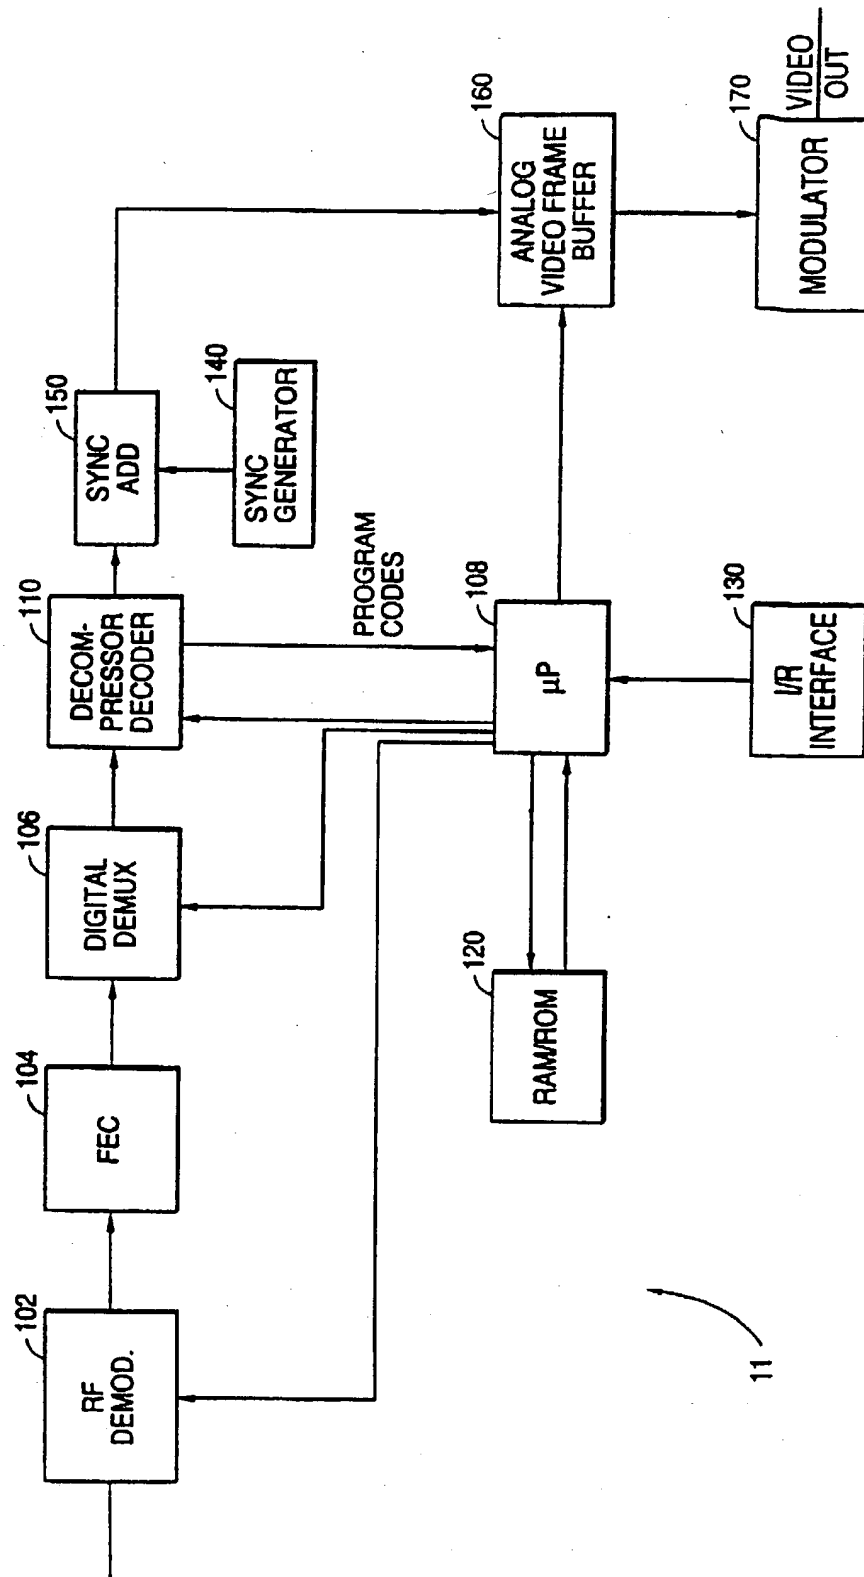 102
RF
DEMOD.
104
FEC
106
DIGITAL
DEMUX
110
DECOM-
PRESSOR
DECODER
150
SYNC
ADD
140
SYNC
GENERATOR
PROGRAM
CODES
120
RAM/ROM
108
µP
160
ANALOG
VIDEO FRAME
BUFFER
130
I/R
INTERFACE
170
MODULATOR
VIDEO
OUT
11